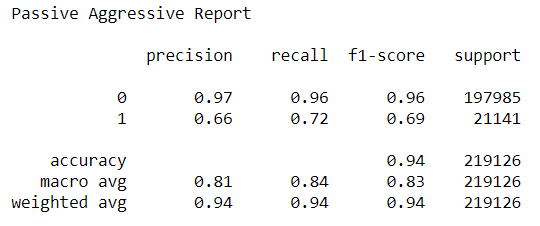 Passive Aggressive Report
precision recall f1-score support
0 0.97 0.96 0.96 197985
1 0.66 0.72 0.69 21141
accuracy 0.94 219126
macro avg 0.81 0.84 0.83 219126
weighted avg 0.94 0.94 0.94 219126